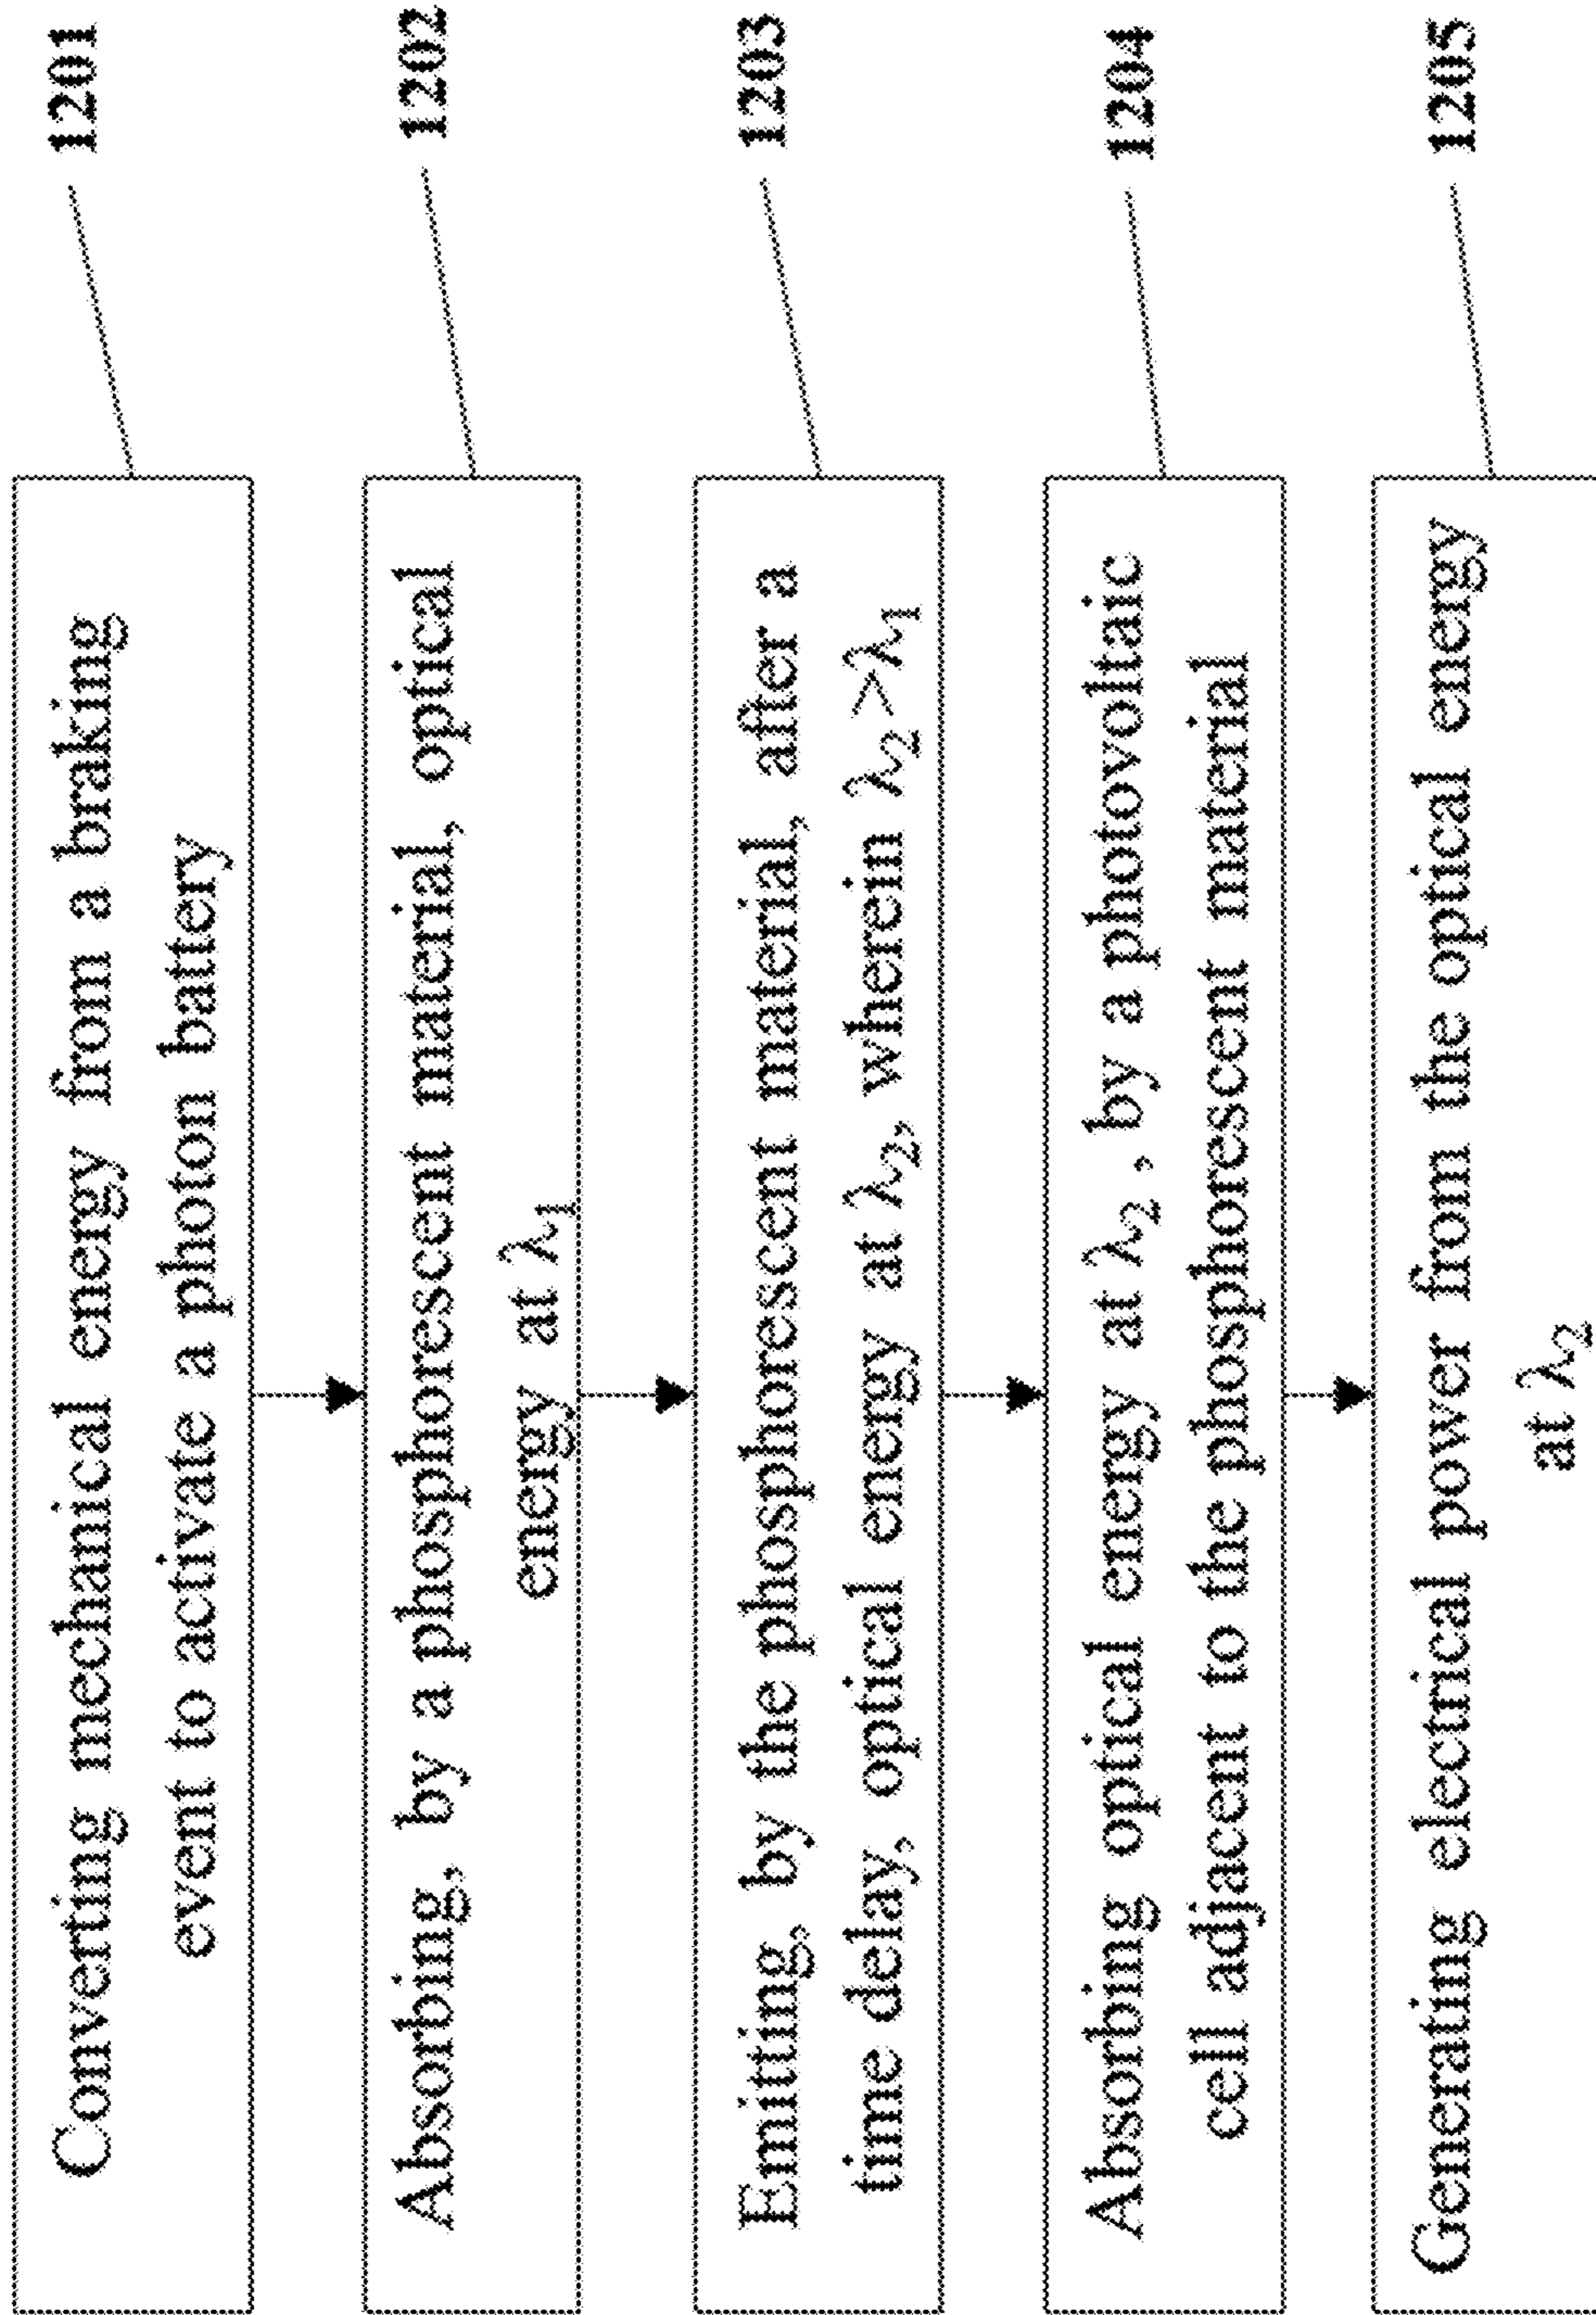 Converting mechanical energy from a braking
event to activate a photon battery
1201
Absorbing, by a phosphorescent material, optical
energy at λ₁
1202
Emitting, by the phosphorescent material, after a
time delay, optical energy at λ₂, wherein λ₂>λ₁
1203
Absorbing optical energy at λ₂ , by a photovoltaic
cell adjacent to the phosphorescent material
1204
Generating electrical power from the optical energy
at λ₂
1205